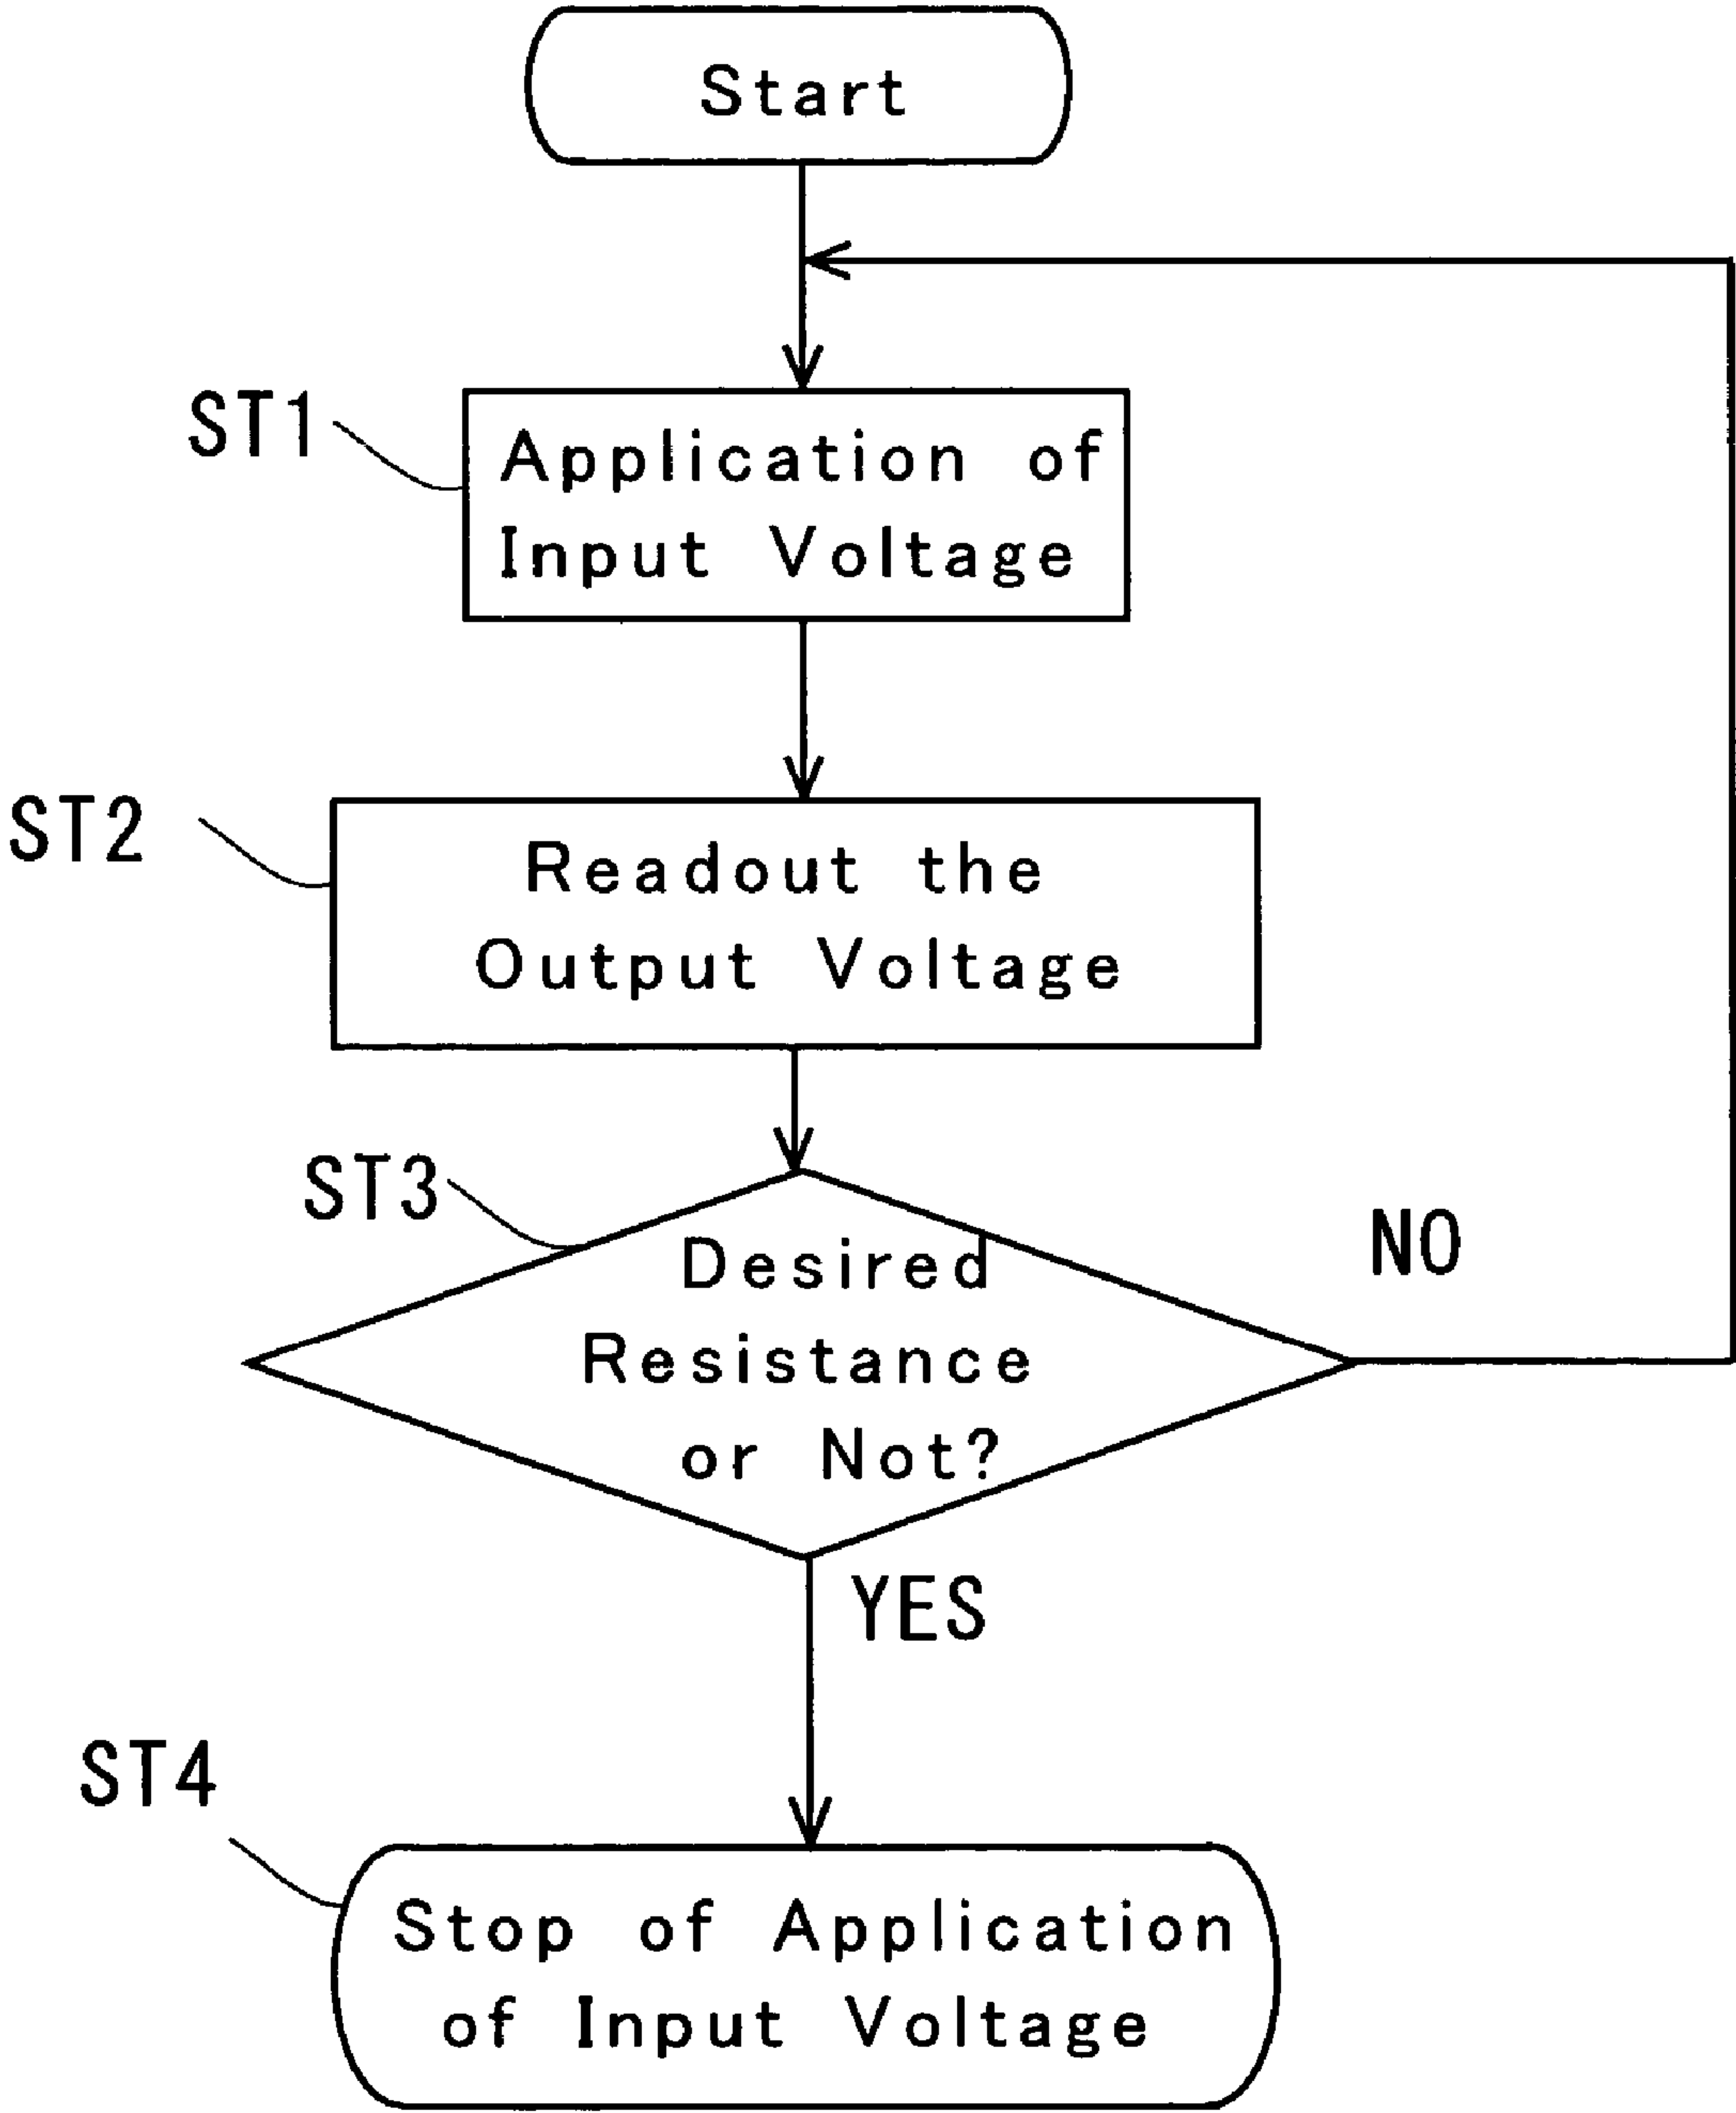 Start
ST1
Application of
Input Voltage
ST2
Readout the
Output Voltage
ST3
Desired
Resistance
or Not?
NO
YES
ST4
Stop of Application
of Input Voltage